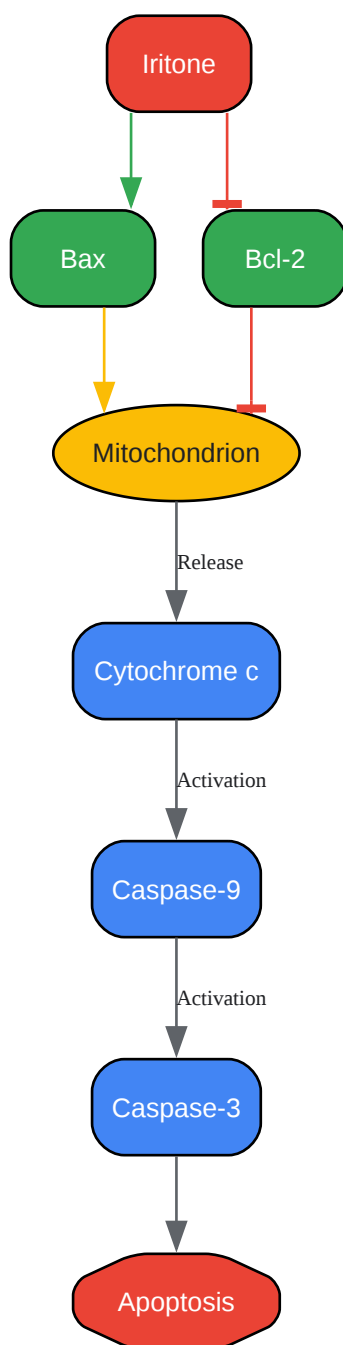 Iritone
Bax
Bcl-2
Mitochondrion
Release
Cytochrome c
Activation
Caspase-9
Activation
Caspase-3
Apoptosis